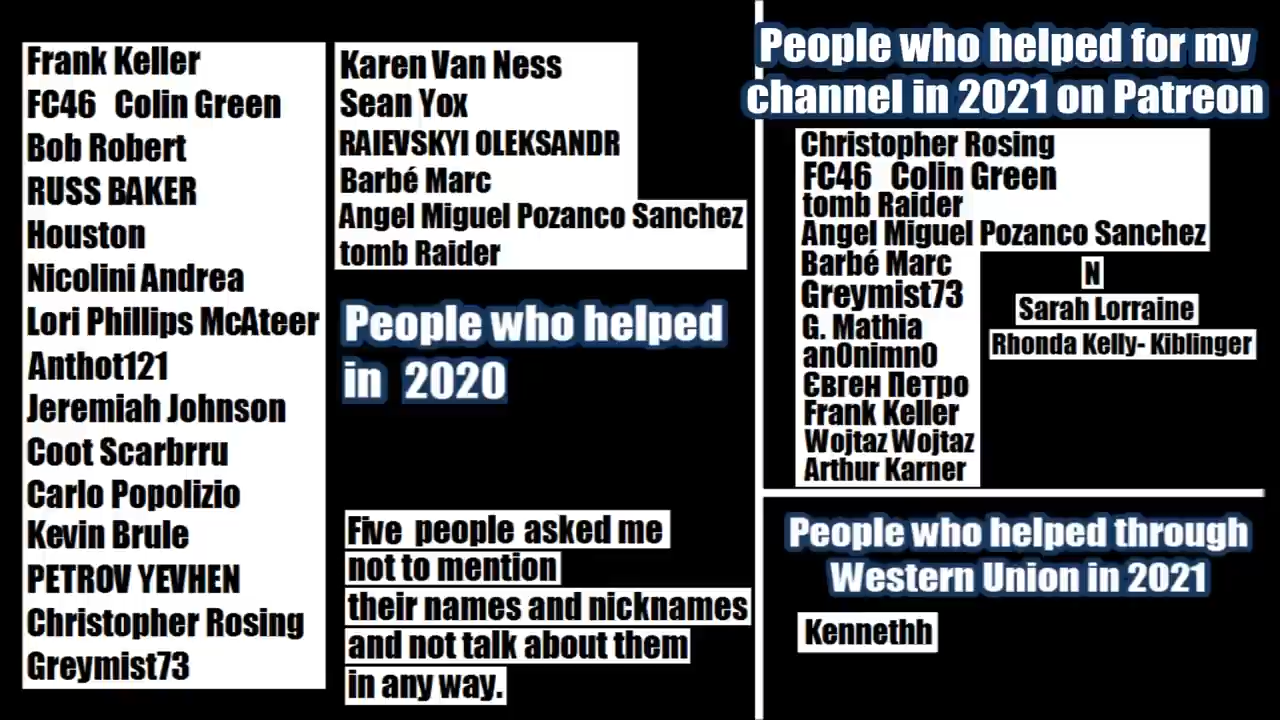 Frank Keller
FC46 Colin Green
Bob Robert
RUSS BAKER
Houston
Nicolini Andrea
Lori Phillips McAteer
Anthot121
Jeremiah Johnson
Coot Scarbrru
Carlo Popolizio
Kevin Brule
PETROV YEVHEN
Christopher Rosing
Greymist73
Karen Van Ness
Sean Yox
RAIEVSKYI OLEKSANDR
Barbé Marc
Angel Miguel Pozanco Sanchez
tomb Raider
People who helped
in 2020
Five people asked me
not to mention
their names and nicknames
and not talk about them
in any way.
People who helped for my
channel in 2021 on Patreon
Christopher Rosing
FC46 Colin Green
tomb Raider
Angel Miguel Pozanco Sanchez
Barbé Marc
Greymist73
G. Mathia
an0nimn0
Євген Петро
Frank Keller
Wojtaz Wojtaz
Arthur Karner
N
Sarah Lorraine
Rhonda Kelly- Kiblinger
People who helped through
Western Union in 2021
Kennethh